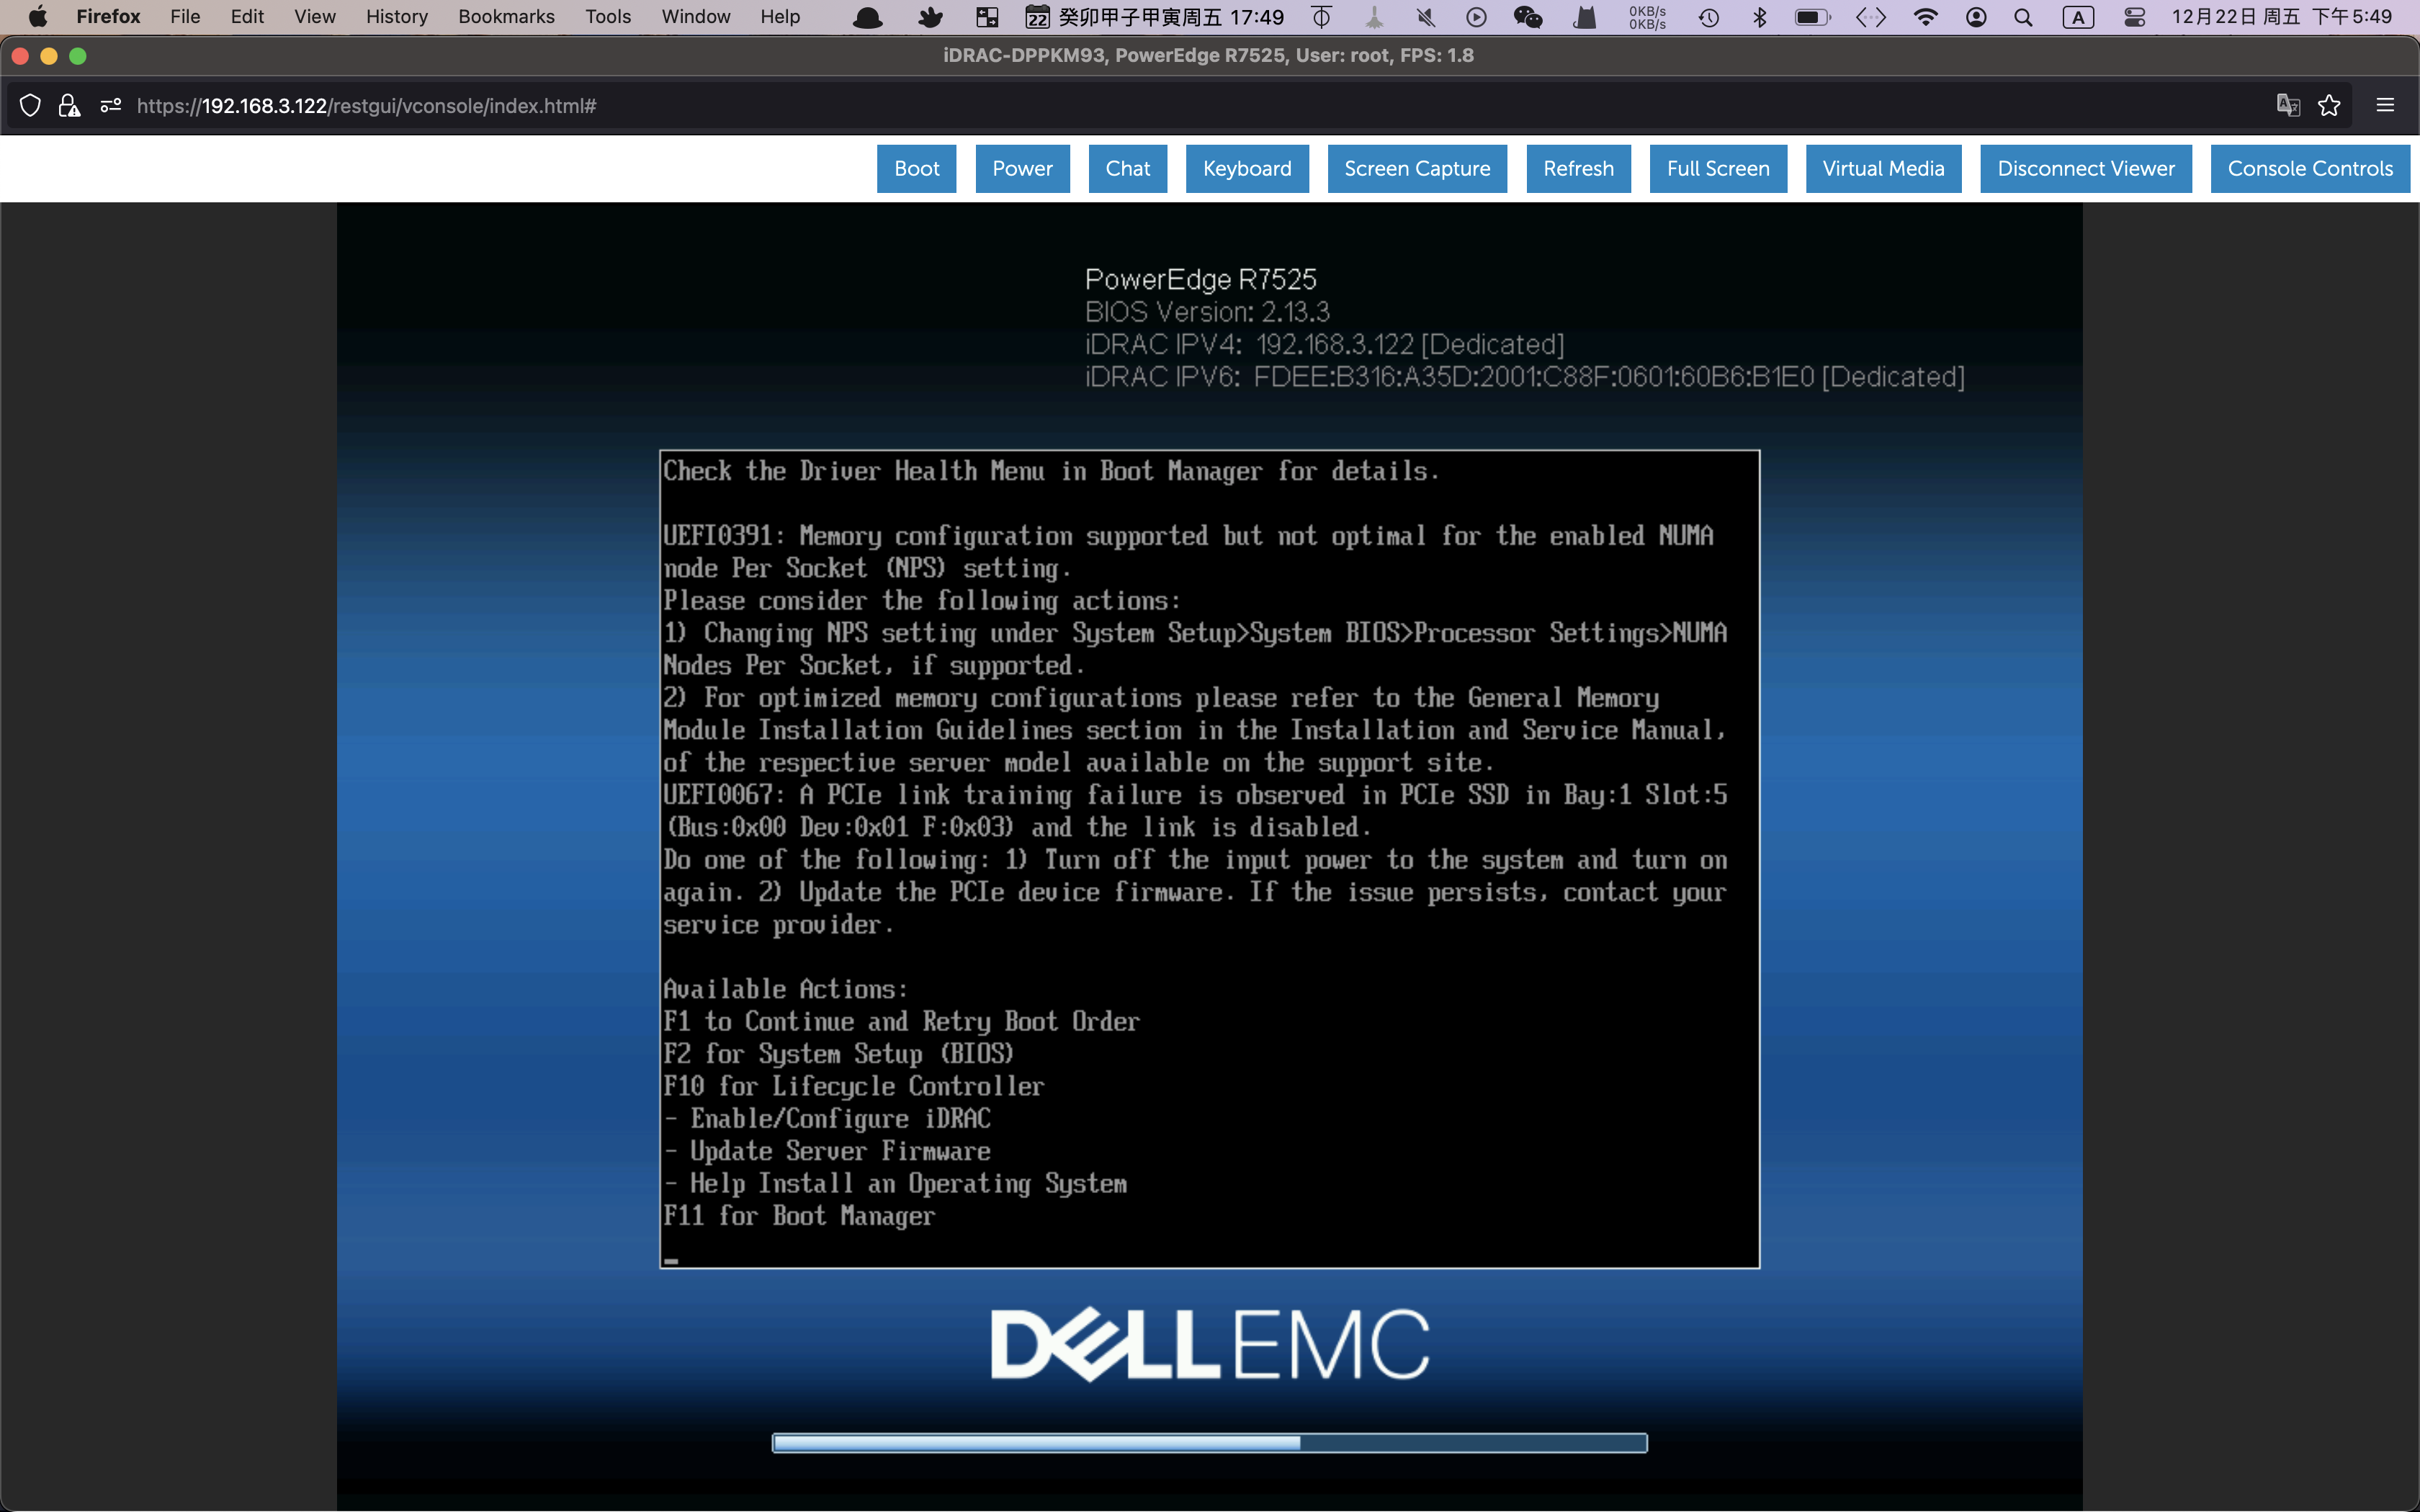 Firefox File Edit View History Bookmarks Tools Window Help 22 癸卯甲子甲寅周五 17:49 0KB/s 0KB/s A 12月22日 周五 下午5:49
iDRAC-DPPKM93, PowerEdge R7525, User: root, FPS: 1.8
https://192.168.3.122/restgui/vconsole/index.html#
Boot Power Chat Keyboard Screen Capture Refresh Full Screen Virtual Media Disconnect Viewer Console Controls
PowerEdge R7525
BIOS Version: 2.13.3
iDRAC IPV4: 192.168.3.122 [Dedicated]
iDRAC IPV6: FDEE:B316:A35D:2001:C88F:0601:60B6:B1E0 [Dedicated]
Check the Driver Health Menu in Boot Manager for details.
UEFI0391: Memory configuration supported but not optimal for the enabled NUMA
node Per Socket (NPS) setting.
Please consider the following actions:
1) Changing NPS setting under System Setup>System BIOS>Processor Settings>NUMA
Nodes Per Socket, if supported.
2) For optimized memory configurations please refer to the General Memory
Module Installation Guidelines section in the Installation and Service Manual,
of the respective server model available on the support site.
UEFI0067: A PCIe link training failure is observed in PCIe SSD in Bay:1 Slot:5
(Bus:0x00 Dev:0x01 F:0x03) and the link is disabled.
Do one of the following: 1) Turn off the input power to the system and turn on
again. 2) Update the PCIe device firmware. If the issue persists, contact your
service provider.
Available Actions:
F1 to Continue and Retry Boot Order
F2 for System Setup (BIOS)
F10 for Lifecycle Controller
- Enable/Configure iDRAC
- Update Server Firmware
- Help Install an Operating System
F11 for Boot Manager
DELLEMC